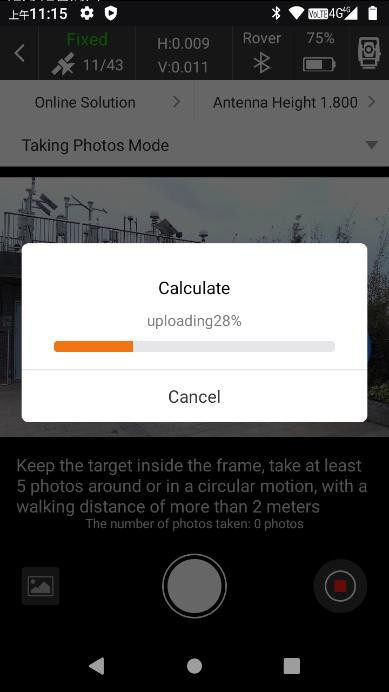 上午11:15
VoLTE 4G 4G
Fixed
11/43
H:0.009
V:0.011
Rover
75%
Online Solution
Antenna Height 1.800
Taking Photos Mode
Calculate
uploading28%
Cancel
Keep the target inside the frame, take at least
5 photos around or in a circular motion, with a
walking distance of more than 2 meters
The number of photos taken: 0 photos